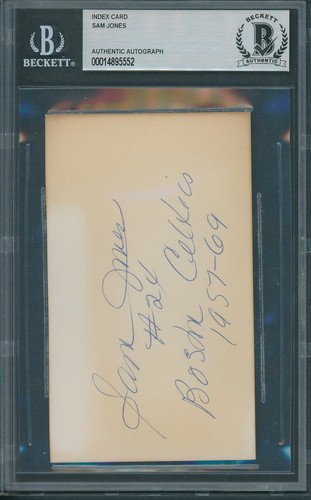 BECKETT
INDEX CARD
SAM JONES
AUTHENTIC AUTOGRAPH
00014895552
BECKETT
AUTHENTIC
Sam Jones
#24
Boston Celtics
1957-69